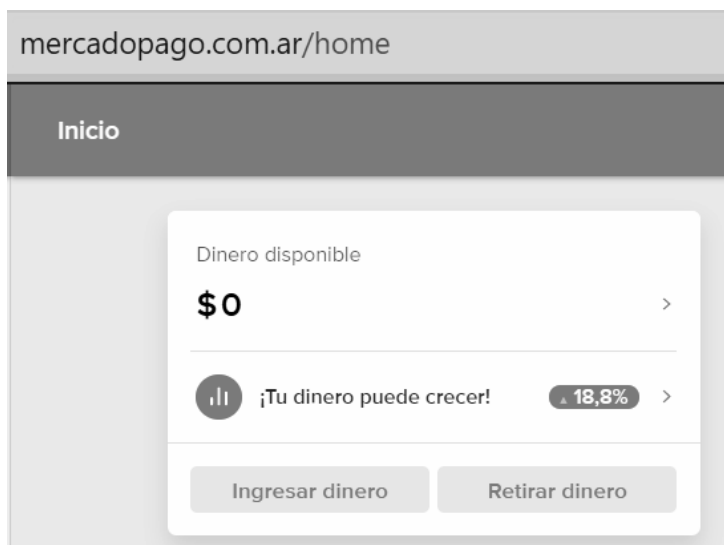 mercadopago.com.ar/home
Inicio
Dinero disponible
$0
¡Tu dinero puede crecer! ▲ 18,8%
Ingresar dinero Retirar dinero